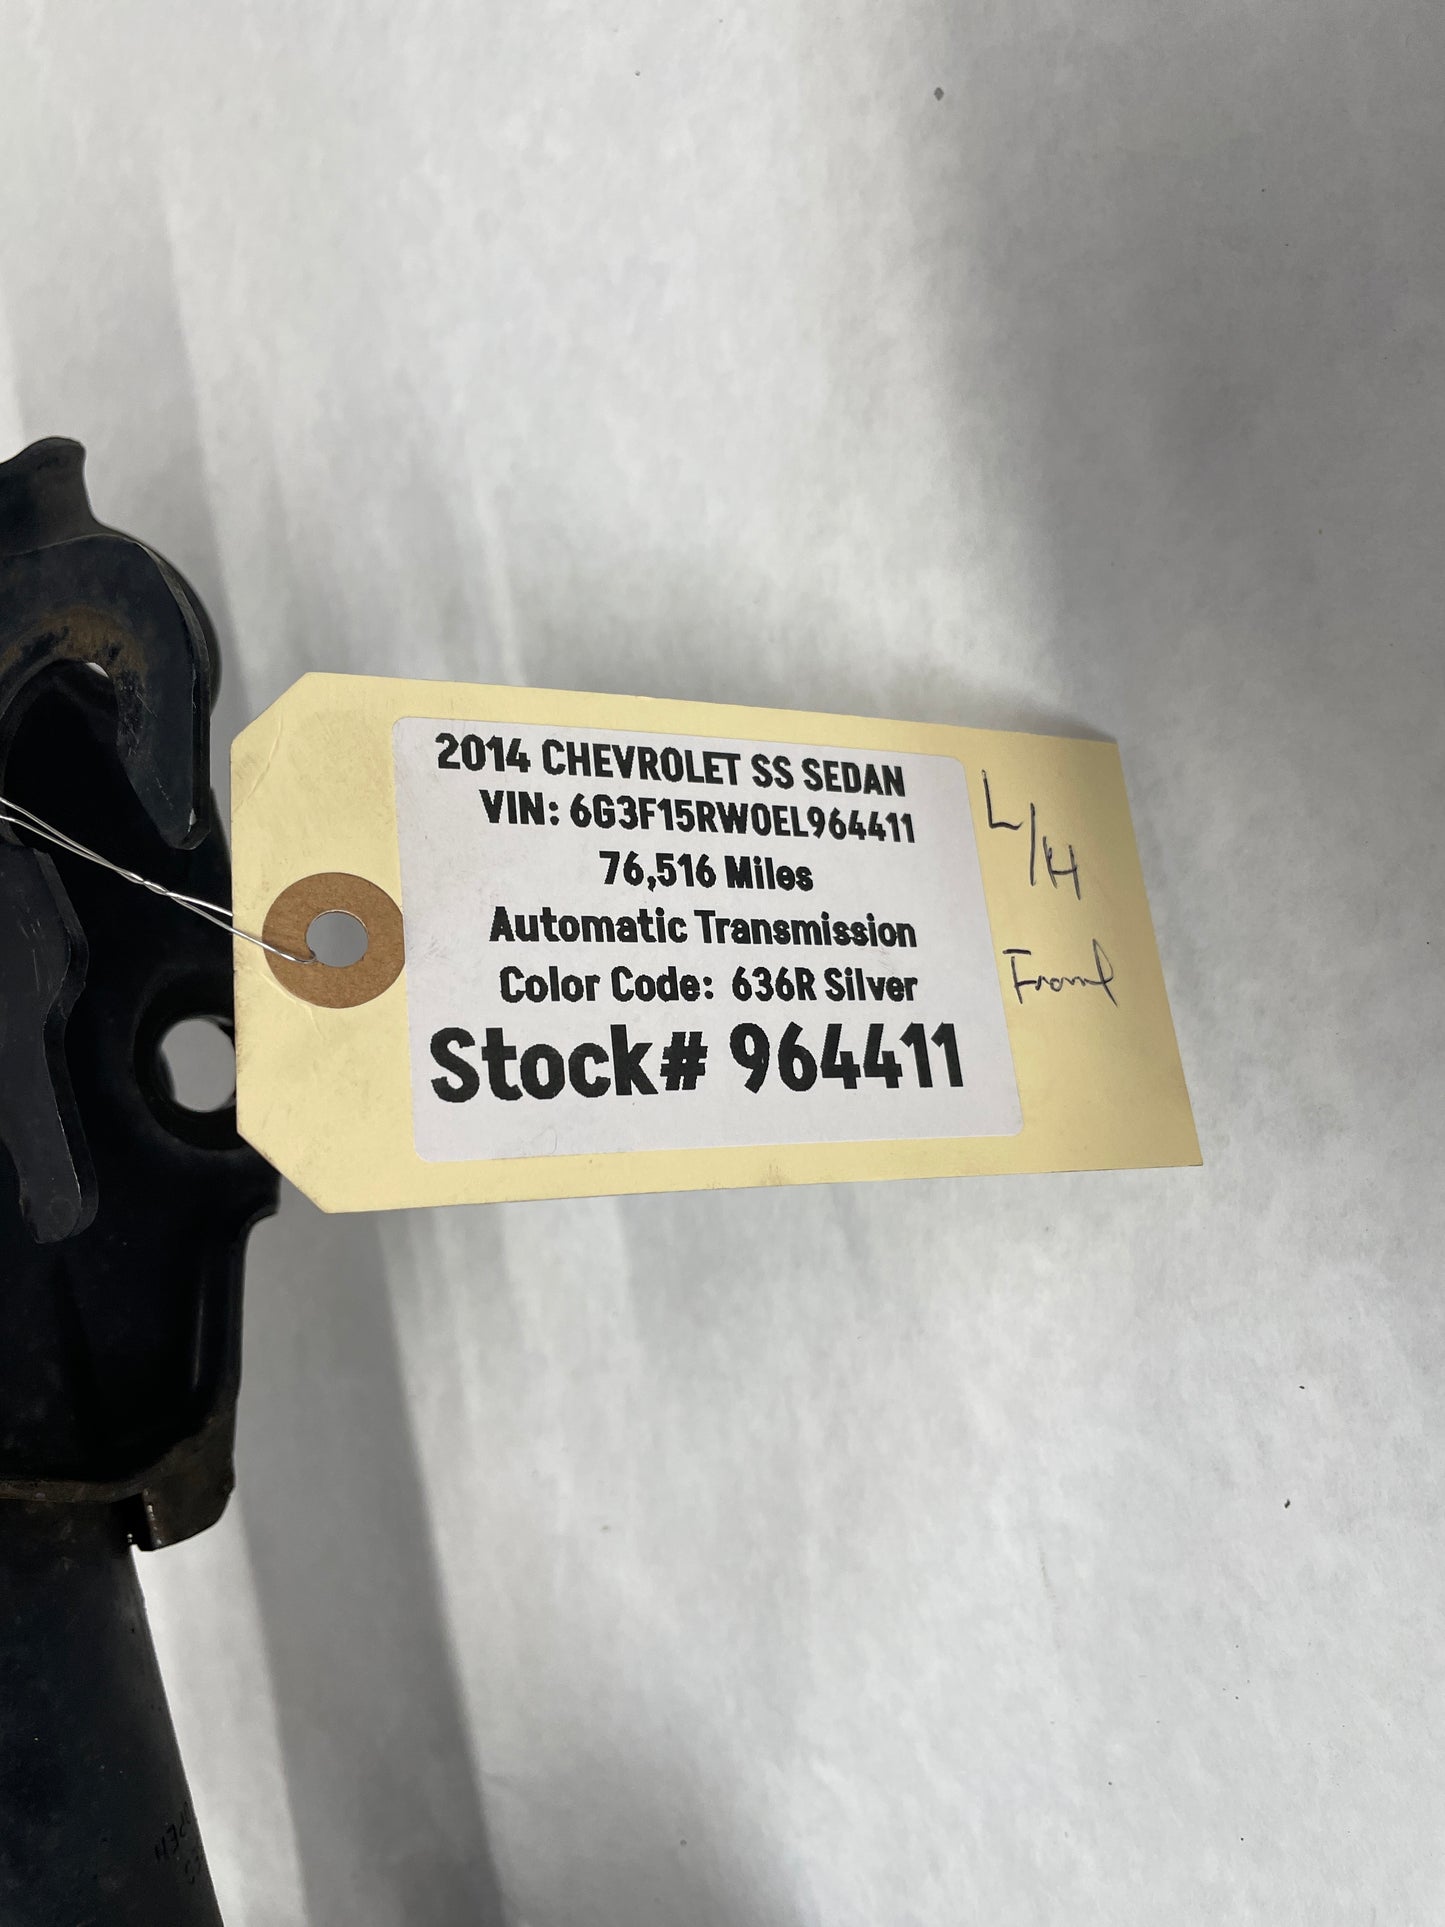 2014 CHEVROLET SS SEDAN
VIN: 6G3F15RW0EL964411
76,516 Miles
Automatic Transmission
Color Code: 636R Silver
Stock# 964411
L/H
Front